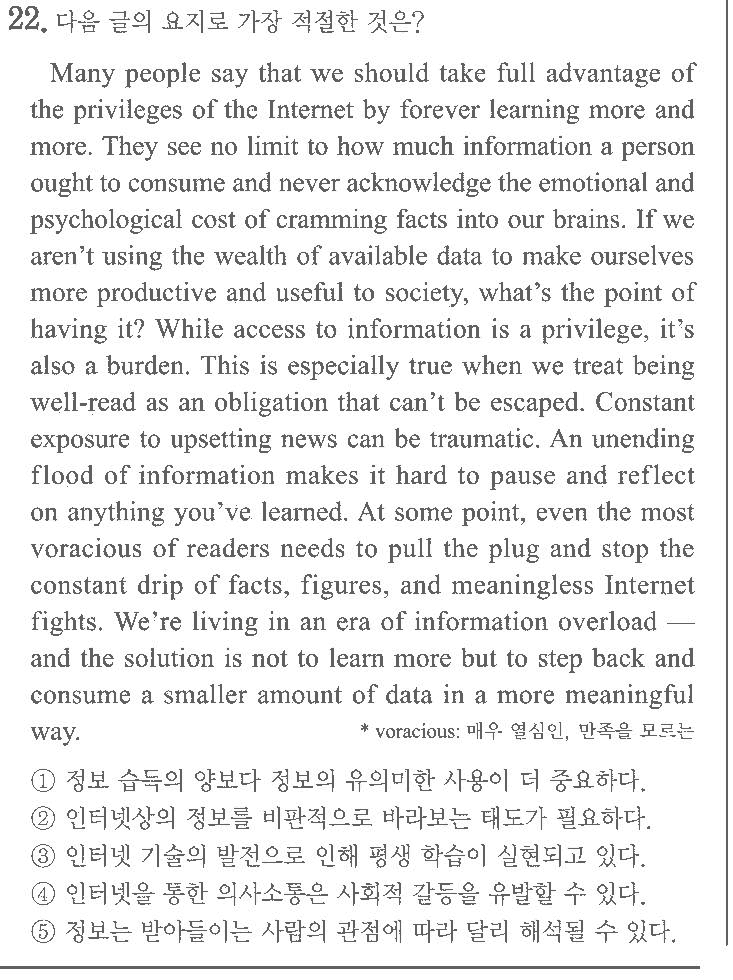 22. 다음 글의 요지로 가장 적절한 것은?
Many people say that we should take full advantage of
the privileges of the Internet by forever learning more and
more. They see no limit to how much information a person
ought to consume and never acknowledge the emotional and
psychological cost of cramming facts into our brains. If we
aren’t using the wealth of available data to make ourselves
more productive and useful to society, what’s the point of
having it? While access to information is a privilege, it’s
also a burden. This is especially true when we treat being
well-read as an obligation that can’t be escaped. Constant
exposure to upsetting news can be traumatic. An unending
flood of information makes it hard to pause and reflect
on anything you’ve learned. At some point, even the most
voracious of readers needs to pull the plug and stop the
constant drip of facts, figures, and meaningless Internet
fights. We’re living in an era of information overload —
and the solution is not to learn more but to step back and
consume a smaller amount of data in a more meaningful
way. * voracious: 매우 열심인, 만족을 모르는
① 정보 습득의 양보다 정보의 유의미한 사용이 더 중요하다.
② 인터넷상의 정보를 비판적으로 바라보는 태도가 필요하다.
③ 인터넷 기술의 발전으로 인해 평생 학습이 실현되고 있다.
④ 인터넷을 통한 의사소통은 사회적 갈등을 유발할 수 있다.
⑤ 정보는 받아들이는 사람의 관점에 따라 달리 해석될 수 있다.